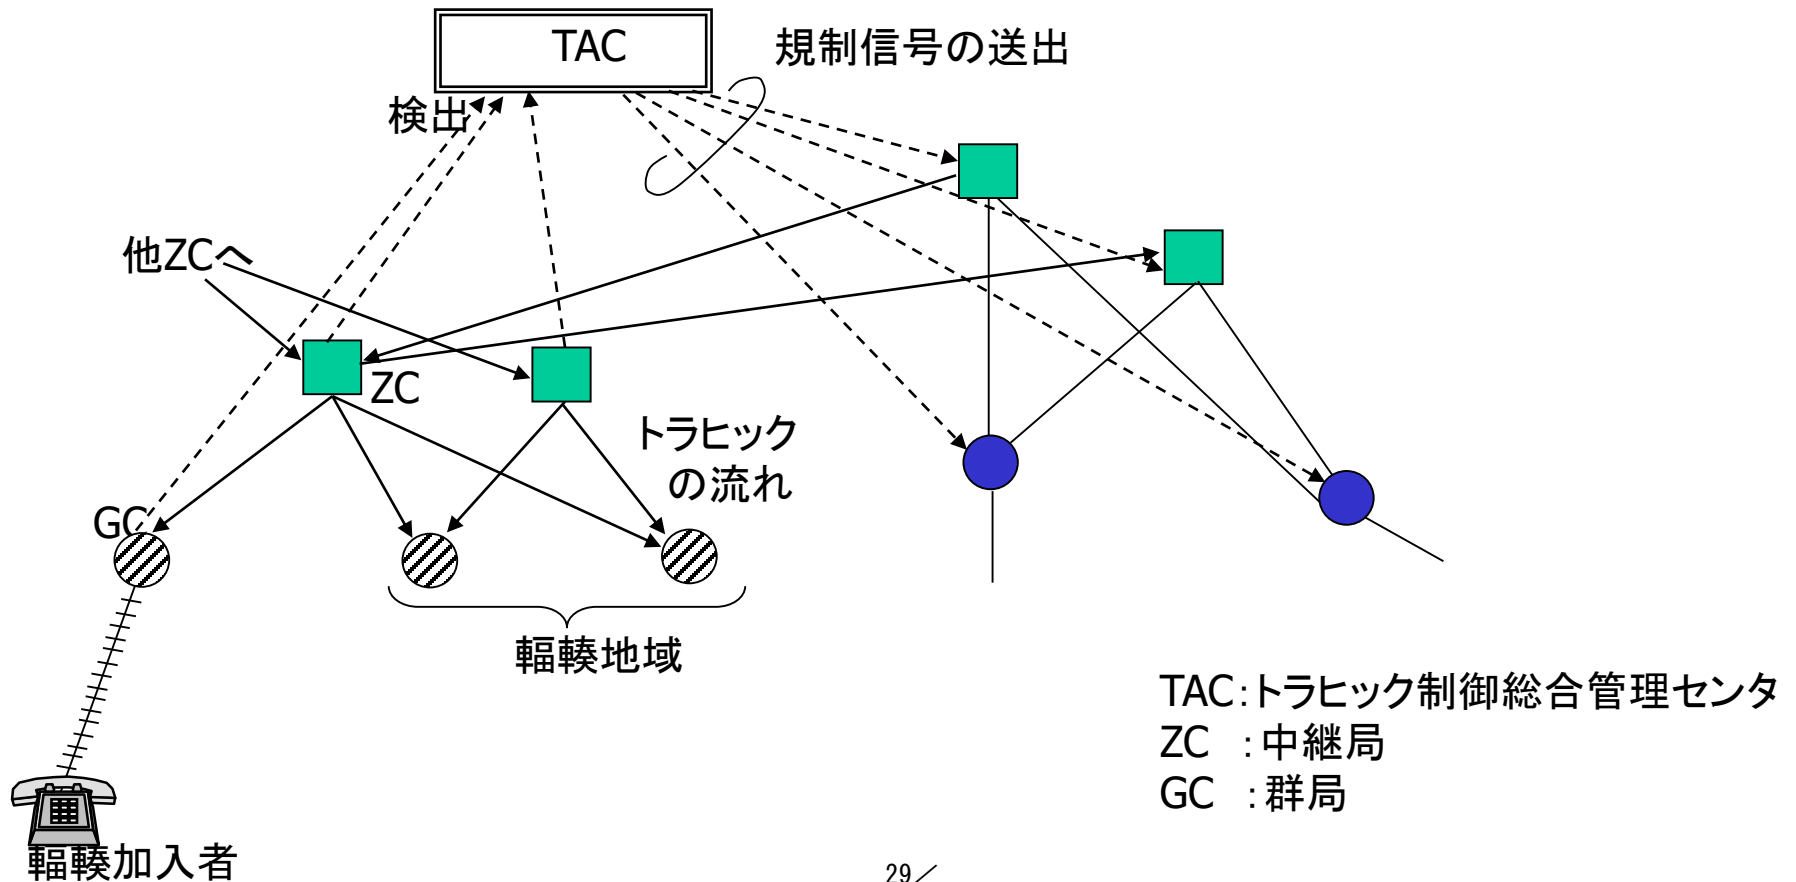 TAC
規制信号の送出
検出
他ZCへ
ZC
トラヒック
の流れ
GC
輻輳地域
TAC:トラヒック制御総合管理センタ
ZC :中継局
GC :群局
輻輳加入者
29／